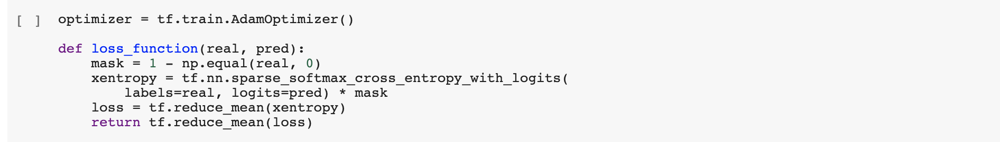 [ ] optimizer = tf.train.AdamOptimizer()
def loss_function(real, pred):
    mask = 1 - np.equal(real, 0)
    xentropy = tf.nn.sparse_softmax_cross_entropy_with_logits(
        labels=real, logits=pred) * mask
    loss = tf.reduce_mean(xentropy)
    return tf.reduce_mean(loss)